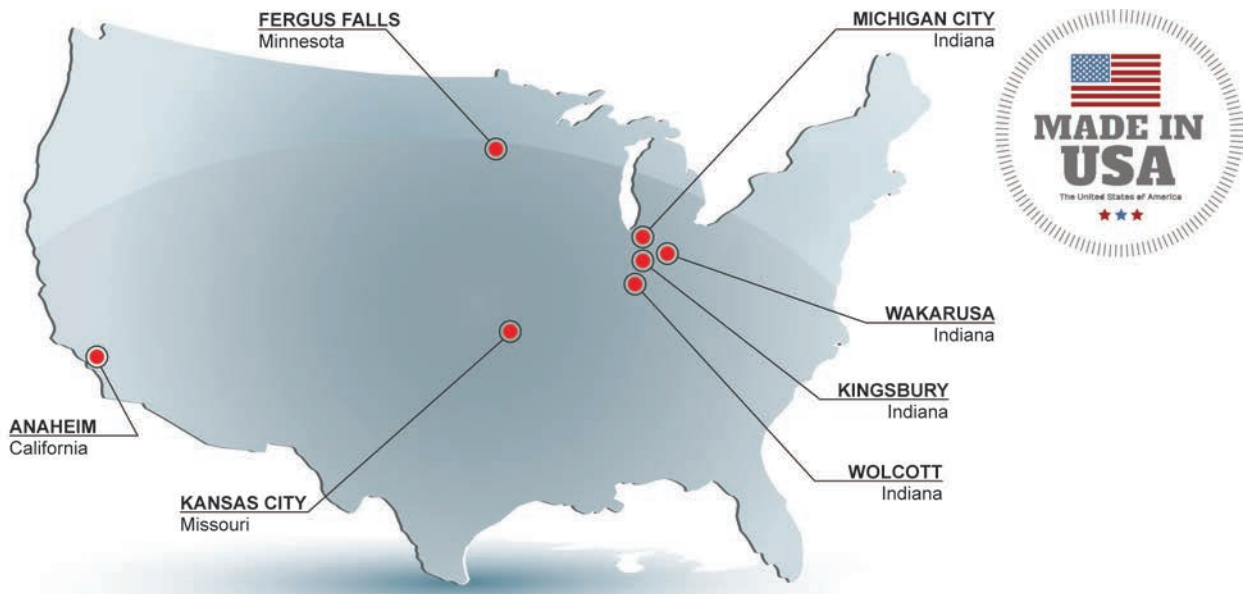 FERGUS FALLS
Minnesota
MICHIGAN CITY
Indiana
MADE IN
USA
The United States of America
WAKARUSA
Indiana
KINGSBURY
Indiana
ANAHEIM
California
WOLCOTT
Indiana
KANSAS CITY
Missouri